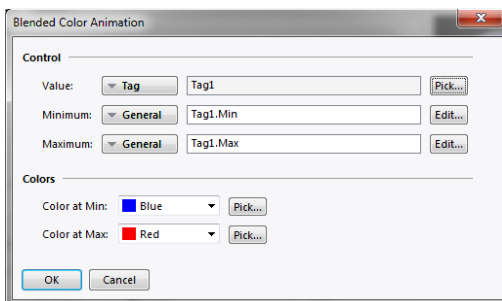 Blended Color Animation
Control
Value: Tag Tag1 Pick...
Minimum: General Tag1.Min Edit...
Maximum: General Tag1.Max Edit...
Colors
Color at Min: Blue Pick...
Color at Max: Red Pick...
OK Cancel